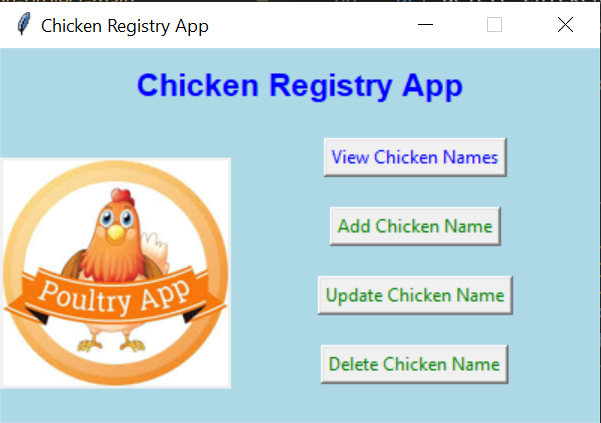 Chicken Registry App
Chicken Registry App
View Chicken Names
Add Chicken Name
Poultry App
Update Chicken Name
Delete Chicken Name